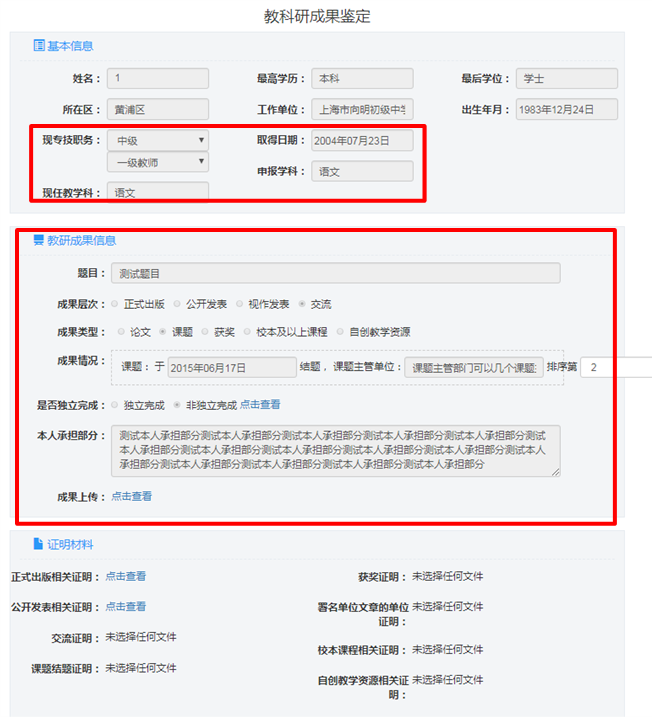 教科研成果鉴定
基本信息
姓名： 1 最高学历： 本科 最后学位： 学士
所在区： 黄浦区 工作单位： 上海市向明初级中学 出生年月： 1983年12月24日
现专技职务： 中级 取得日期： 2004年07月23日
一级教师 申报学科： 语文
现任教学科： 语文
教研成果信息
题目： 测试题目
成果层次： 正式出版 公开发表 视作发表 交流
成果类型： 论文 课题 获奖 校本及以上课程 自创教学资源
成果情况： 课题： 于 2015年06月17日 结题， 课题主管单位： 课题主管部门可以几个课题 排序第 2
是否独立完成： 独立完成 非独立完成 点击查看
本人承担部分： 测试本人承担部分测试本人承担部分测试本人承担部分测试本人承担部分测试本人承担部分测试
本人承担部分测试本人承担部分测试本人承担部分测试本人承担部分测试本人承担部分测试本人
承担部分测试本人承担部分测试本人承担部分测试本人承担部分测试本人承担部分
成果上传： 点击查看
证明材料
正式出版相关证明： 点击查看 获奖证明： 未选择任何文件
公开发表相关证明： 点击查看 署名单位文章的单位 未选择任何文件
证明：
交流证明： 未选择任何文件
校本课程相关证明： 未选择任何文件
课题结题证明： 未选择任何文件
自创教学资源相关证 未选择任何文件
明：